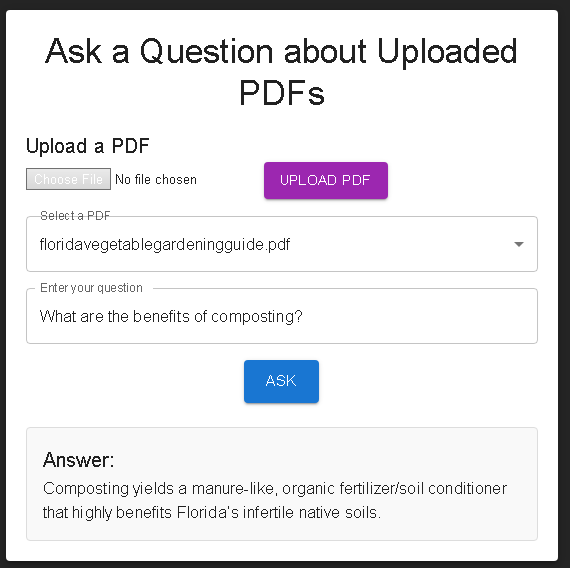 Ask a Question about Uploaded
PDFs
Upload a PDF
Choose File No file chosen
UPLOAD PDF
Select a PDF
floridavegetablegardeningguide.pdf
Enter your question
What are the benefits of composting?
ASK
Answer:
Composting yields a manure-like, organic fertilizer/soil conditioner
that highly benefits Florida's infertile native soils.